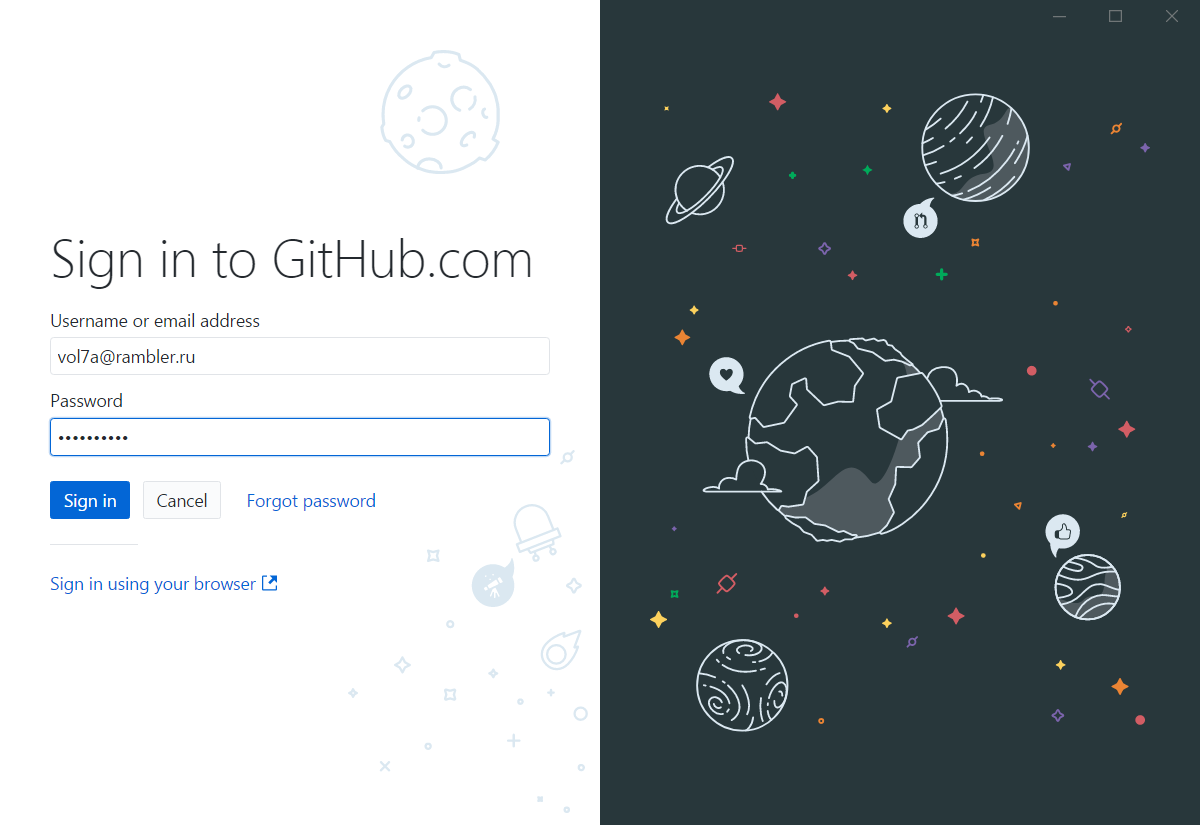 Sign in to GitHub.com
Username or email address
vol7a@rambler.ru
Password
••••••••••
Sign in
Cancel
Forgot password
Sign in using your browser